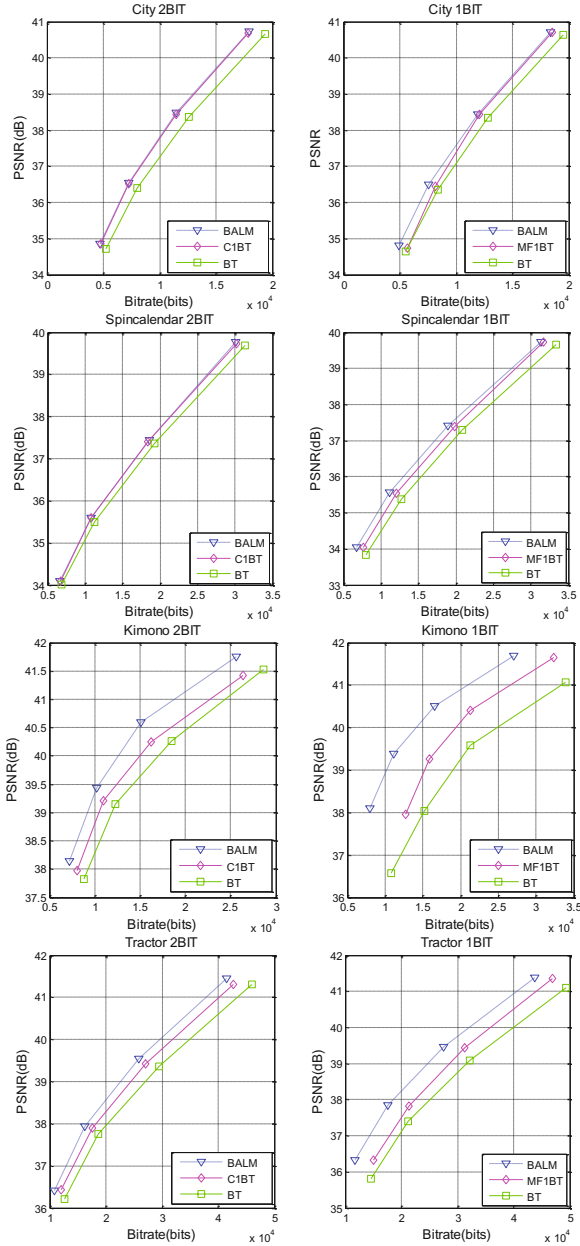 City 2BIT
41
40
39
38
37
36
35
34
PSNR(dB)
BALM
C1BT
BT
0 0.5 1 1.5 2
x 10^4
Bitrate(bits)
City 1BIT
41
40
39
38
37
36
35
34
PSNR
BALM
MF1BT
BT
0 0.5 1 1.5 2
x 10^4
Bitrate(bits)
Spincalendar 2BIT
40
39
38
37
36
35
34
PSNR(dB)
BALM
C1BT
BT
0.5 1 1.5 2 2.5 3 3.5
x 10^4
Bitrate(bits)
Spincalendar 1BIT
40
39
38
37
36
35
34
33
PSNR(dB)
BALM
MF1BT
BT
0.5 1 1.5 2 2.5 3 3.5
x 10^4
Bitrate(bits)
Kimono 2BIT
42
41.5
41
40.5
40
39.5
39
38.5
38
37.5
PSNR(dB)
BALM
C1BT
BT
0.5 1 1.5 2 2.5 3
x 10^4
Bitrate(bits)
Kimono 1BIT
42
41
40
39
38
37
36
PSNR(dB)
BALM
MF1BT
BT
0.5 1 1.5 2 2.5 3 3.5
x 10^4
Bitrate(bits)
Tractor 2BIT
42
41
40
39
38
37
36
PSNR(dB)
BALM
C1BT
BT
1 2 3 4 5
x 10^4
Bitrate(bits)
Tractor 1BIT
42
41
40
39
38
37
36
35
PSNR(dB)
BALM
MF1BT
BT
1 2 3 4 5
x 10^4
Bitrate(bits)